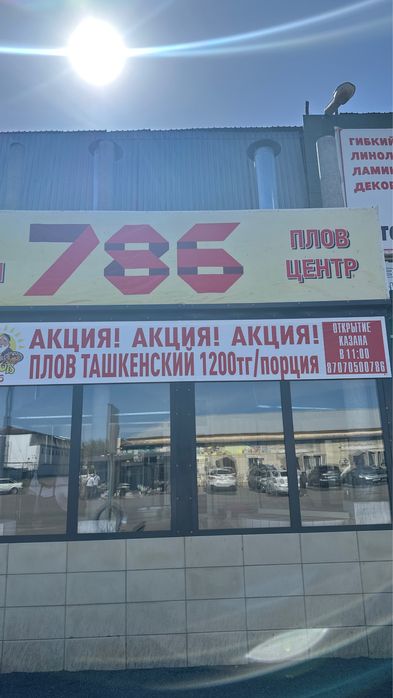 ГИБКИЙ
ЛИНОЛ
ЛАМИ
ДЕКО
786
ПЛОВ
ЦЕНТР
АКЦИЯ! АКЦИЯ! АКЦИЯ!
ПЛОВ ТАШКЕНСКИЙ 1200тг/порция
ОТКРЫТИЕ
КАЗАНА
В 11:00
87070500786